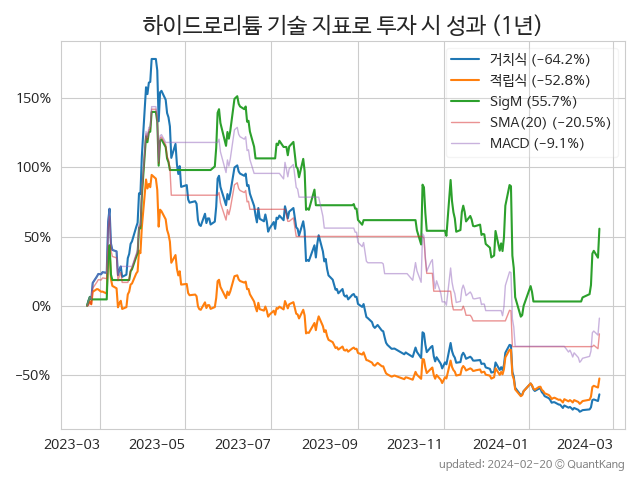 하이드로리튬 기술 지표로 투자 시 성과 (1년)
거치식 (−64.2%)
적립식 (−52.8%)
SigM (55.7%)
SMA(20) (−20.5%)
MACD (−9.1%)
150%
100%
50%
0%
−50%
2023-03 2023-05 2023-07 2023-09 2023-11 2024-01 2024-03
updated: 2024-02-20 © QuantKang